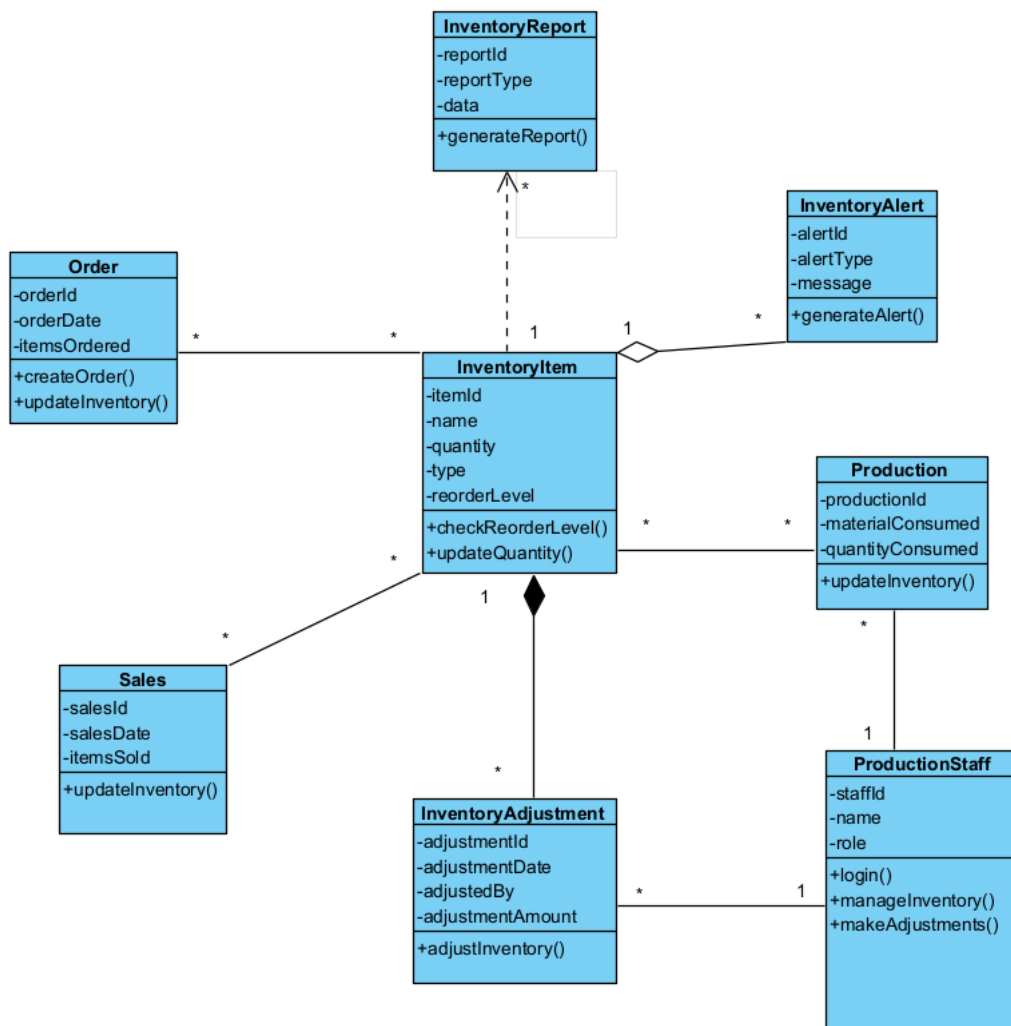 InventoryReport
-reportId
-reportType
-data
+generateReport()
*
InventoryAlert
-alertId
-alertType
-message
+generateAlert()
Order
-orderId
-orderDate
-itemsOrdered
+createOrder()
+updateInventory()
*
*
1
1
*
InventoryItem
-itemId
-name
-quantity
-type
-reorderLevel
+checkReorderLevel()
+updateQuantity()
Production
-productionId
-materialConsumed
-quantityConsumed
+updateInventory()
*
*
*
*
1
*
1
Sales
-salesId
-salesDate
-itemsSold
+updateInventory()
*
InventoryAdjustment
-adjustmentId
-adjustmentDate
-adjustedBy
-adjustmentAmount
+adjustInventory()
ProductionStaff
-staffId
-name
-role
+login()
+manageInventory()
+makeAdjustments()
*
1